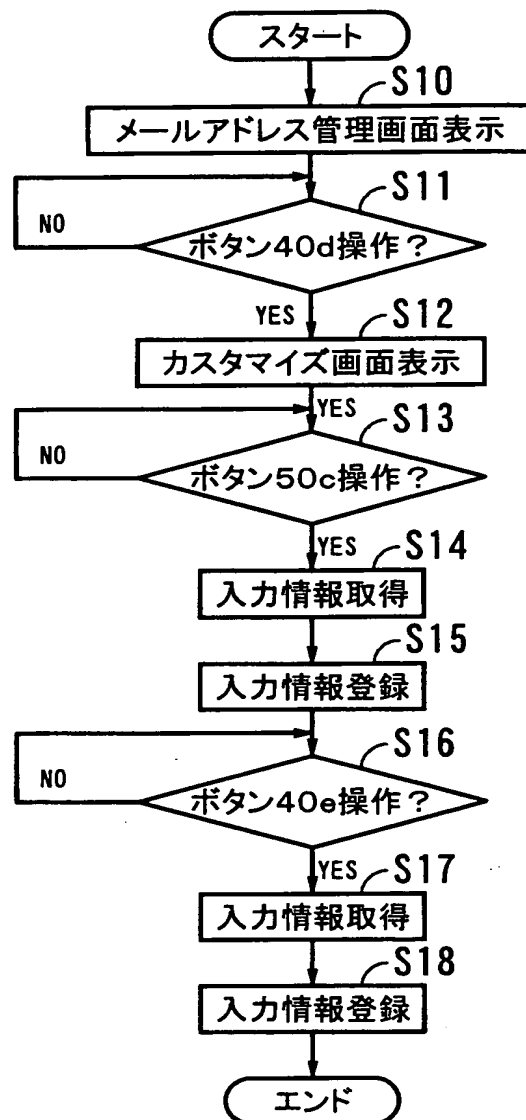 スタート
S10
メールアドレス管理画面表示
S11
NO
ボタン40d操作？
YES
S12
カスタマイズ画面表示
YES
S13
NO
ボタン50c操作？
YES
S14
入力情報取得
S15
入力情報登録
S16
NO
ボタン40e操作？
YES
S17
入力情報取得
S18
入力情報登録
エンド